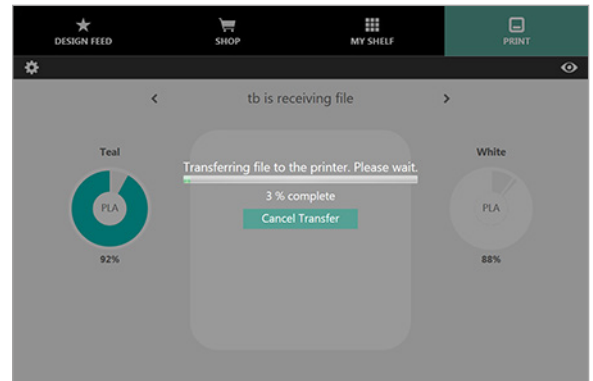 DESIGN FEED
SHOP
MY SHELF
PRINT
tb is receiving file
Teal
White
Transferring file to the printer. Please wait.
3 % complete
PLA
PLA
Cancel Transfer
92%
88%